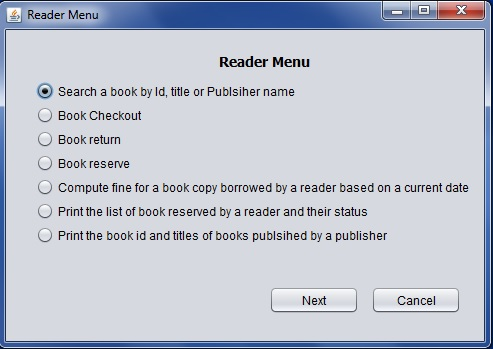 Reader Menu
Reader Menu
Search a book by Id, title or Publsiher name
Book Checkout
Book return
Book reserve
Compute fine for a book copy borrowed by a reader based on a current date
Print the list of book reserved by a reader and their status
Print the book id and titles of books publsihed by a publisher
Next Cancel